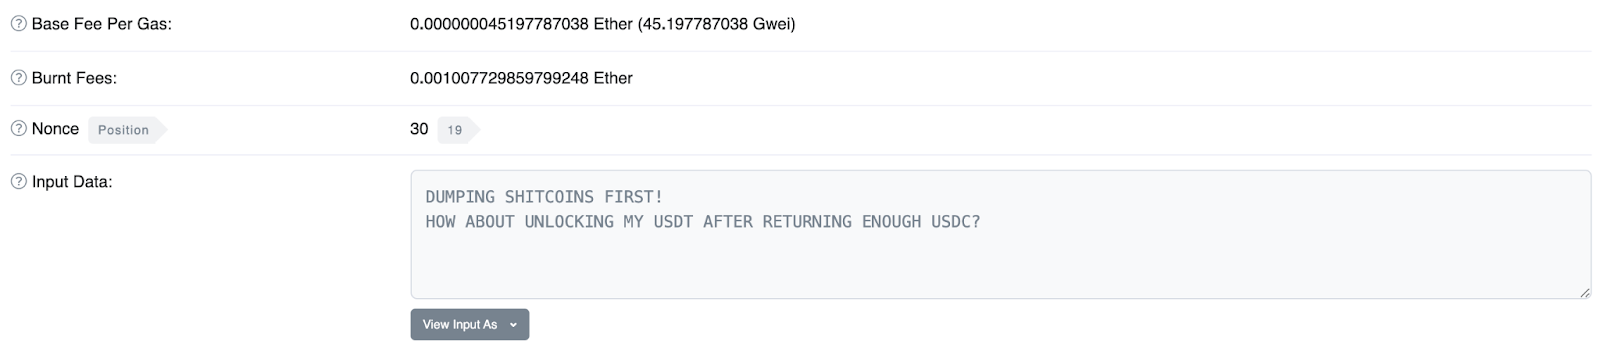 Base Fee Per Gas: 0.000000045197787038 Ether (45.197787038 Gwei)
Burnt Fees: 0.001007729859799248 Ether
Nonce Position 30 19
Input Data:
DUMPING SHITCOINS FIRST!
HOW ABOUT UNLOCKING MY USDT AFTER RETURNING ENOUGH USDC?
View Input As